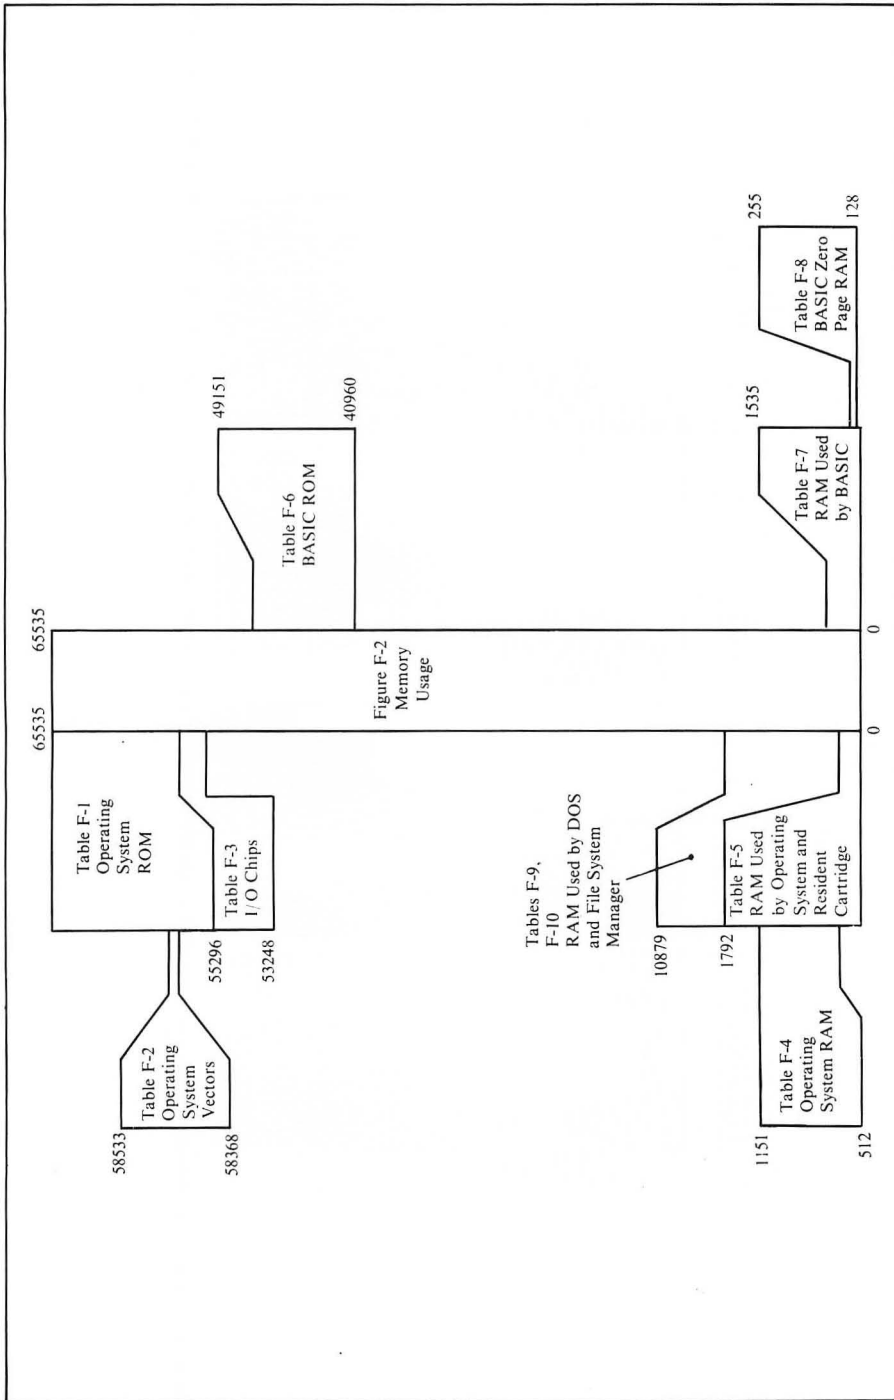 65535
65535
Table F-1
Operating
System
ROM
Table F-2
Operating
System
Vectors
58533
58368
Table F-3
I/O Chips
55296
53248
49151
Table F-6
BASIC ROM
40960
Figure F-2
Memory
Usage
Tables F-9,
F-10
RAM Used by DOS
and File System
Manager
10879
1792
Table F-5
RAM Used
by Operating
System and
Resident
Cartridge
1151
Table F-4
Operating
System RAM
512
1535
Table F-7
RAM Used
by BASIC
255
Table F-8
BASIC Zero
Page RAM
128
0
0